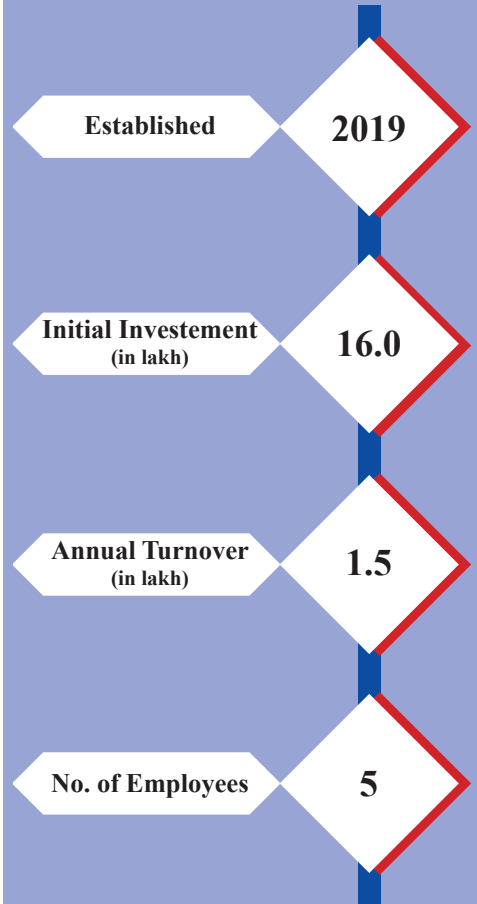 Established
2019
Initial Investement
(in lakh)
16.0
Annual Turnover
(in lakh)
1.5
No. of Employees
5